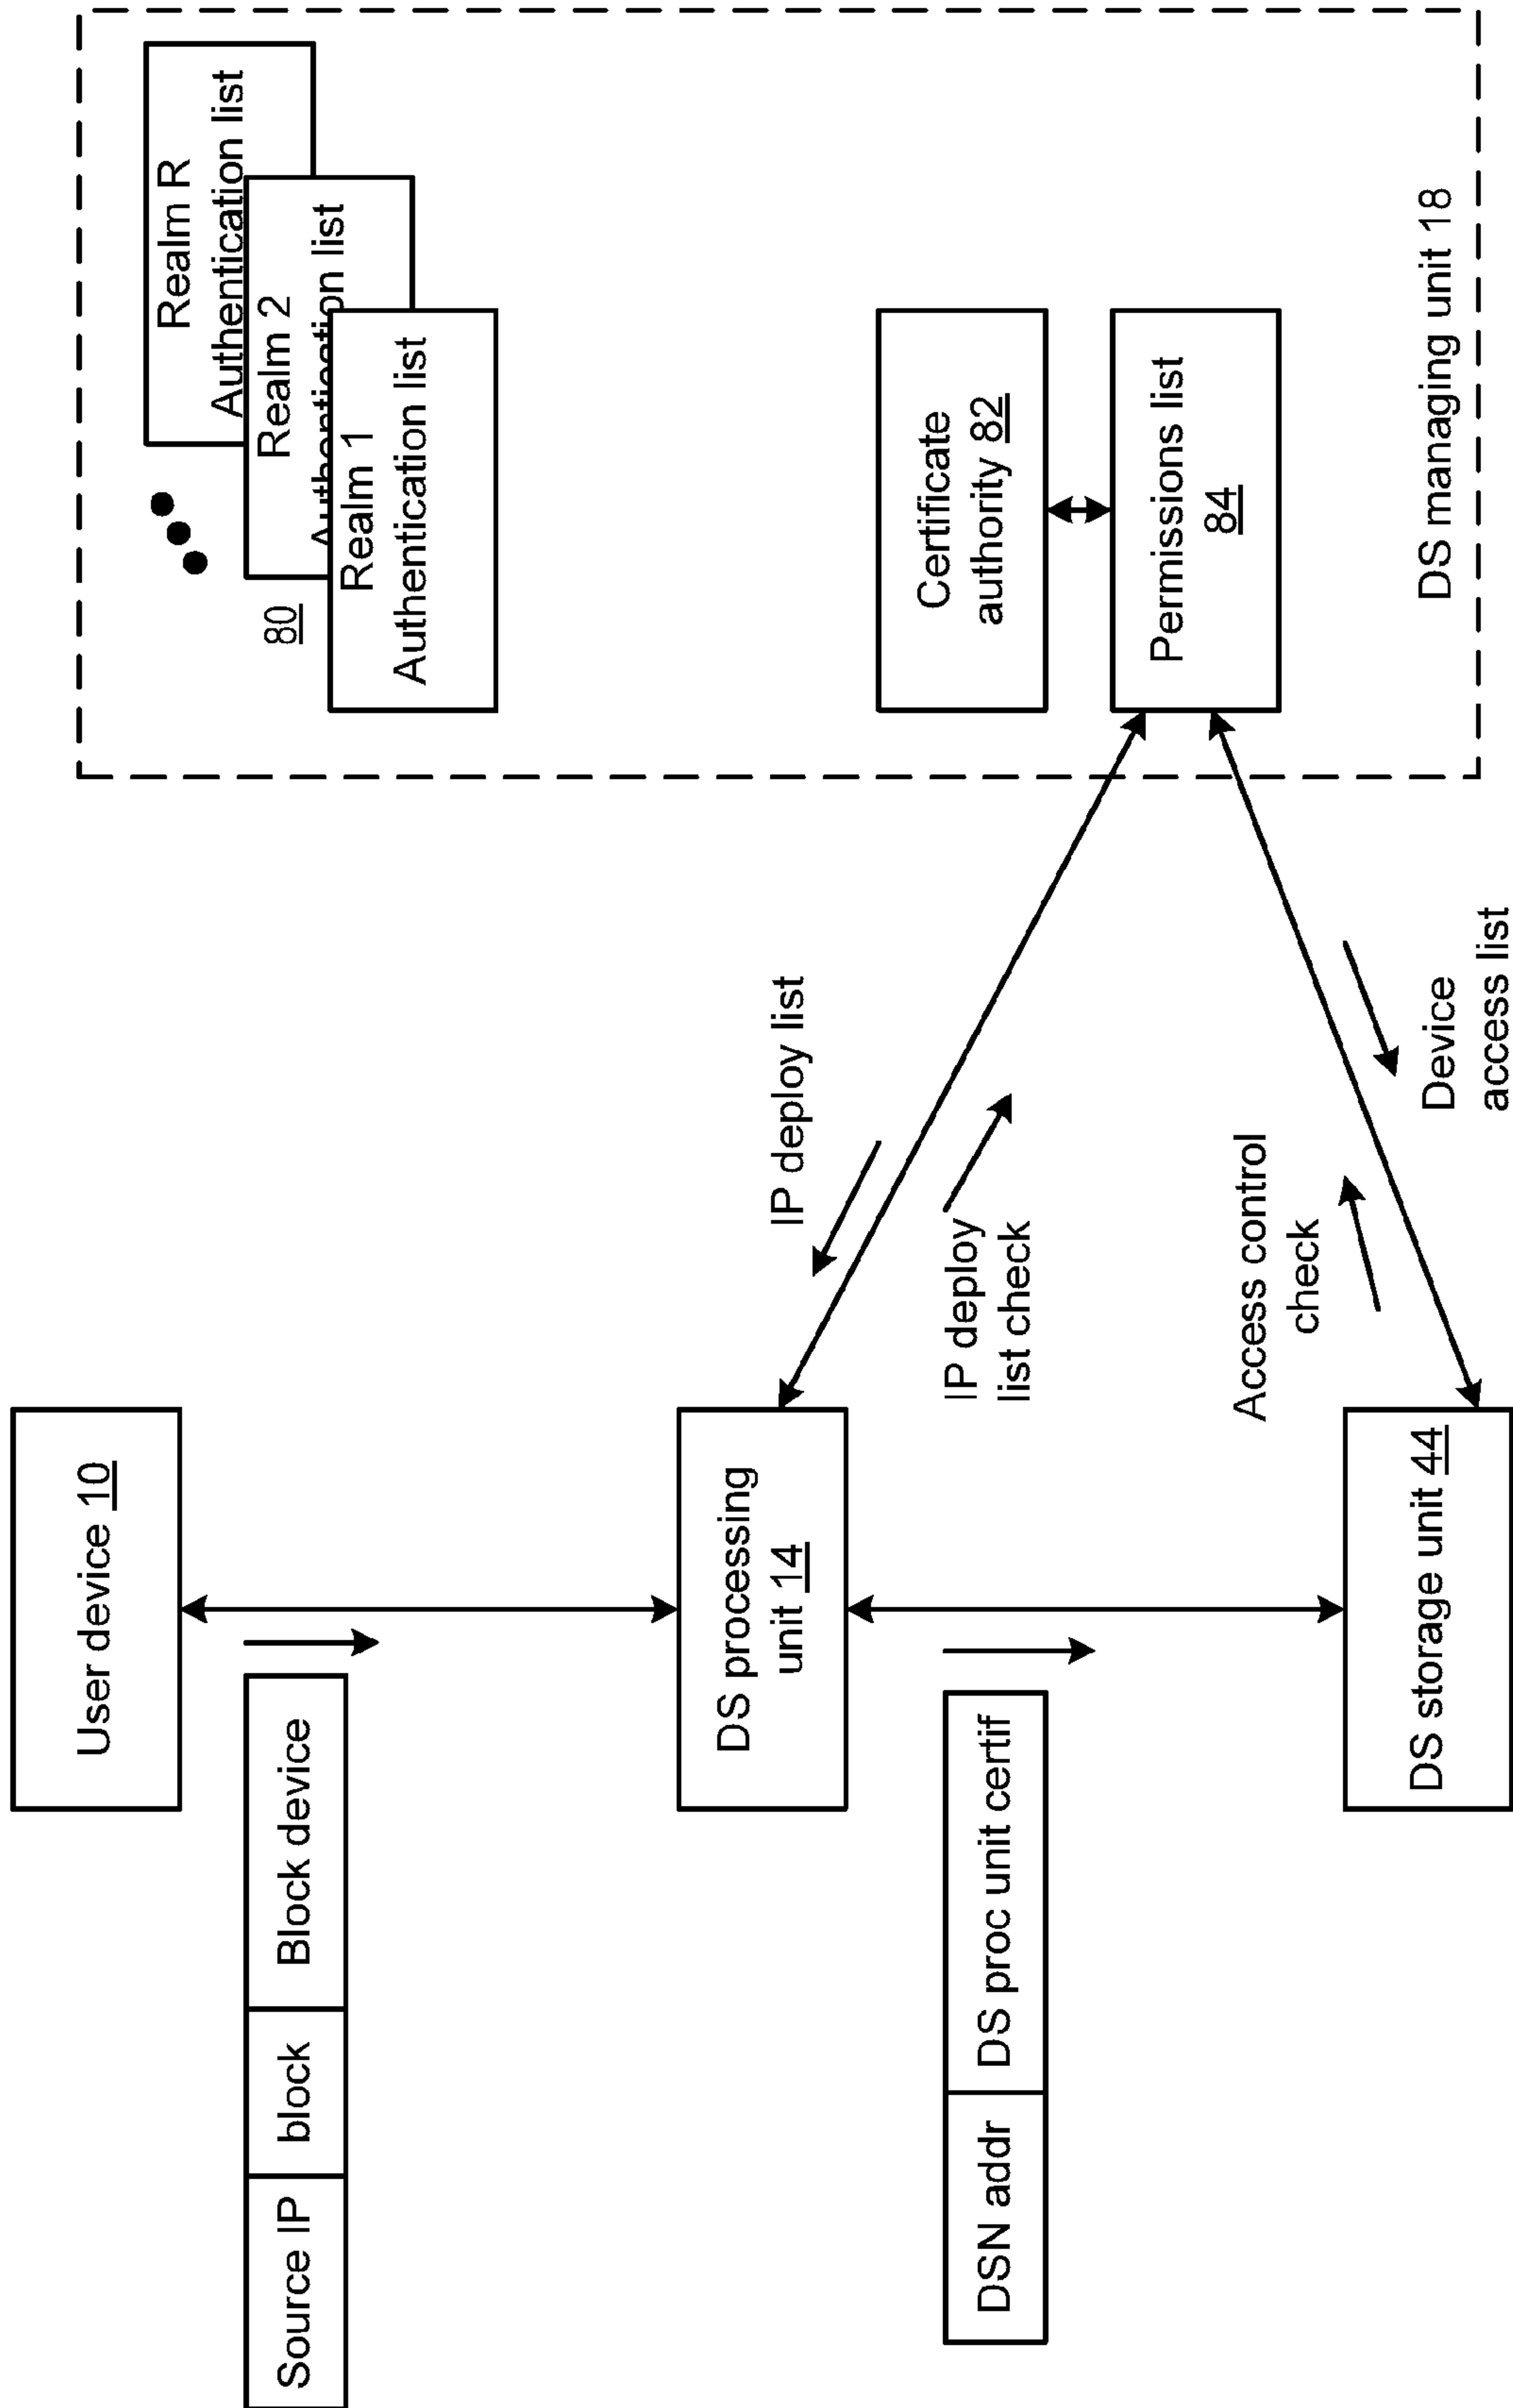 User device 10
Source IP
block
Block device
DS processing
unit 14
DSN addr
DS proc unit certif
DS storage unit 44
IP deploy list
IP deploy
list check
Access control
check
Device
access list
Realm R
Authentication list
Realm 2
Authentication list
Realm 1
Authentication list
80
Certificate
authority 82
Permissions list
84
DS managing unit 18